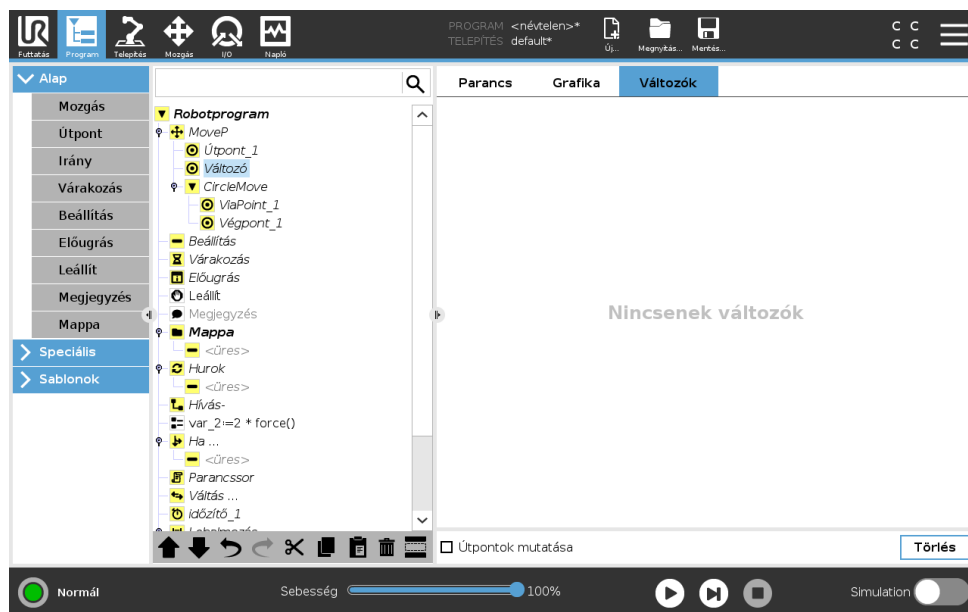 PROGRAM <névtelen>*
TELEPÍTÉS default*
Futtatás Program Telepítés Mozgás I/O Napló Új... Megnyitás... Mentés...
C C
C C
Alap
Mozgás
Útpont
Irány
Várakozás
Beállítás
Előugrás
Leállít
Megjegyzés
Mappa
Speciális
Sablonok
Robotprogram
MoveP
Útpont_1
Változó
CircleMove
ViaPoint_1
Végpont_1
Beállítás
Várakozás
Előugrás
Leállít
Megjegyzés
Mappa
<üres>
Hurok
<üres>
Hívás-
var_2:=2 * force()
Ha ...
<üres>
Parancssor
Váltás ...
időzítő_1
Parancs Grafika Változók
Nincsenek változók
Útpontok mutatása
Törlés
Normál
Sebesség 100%
Simulation